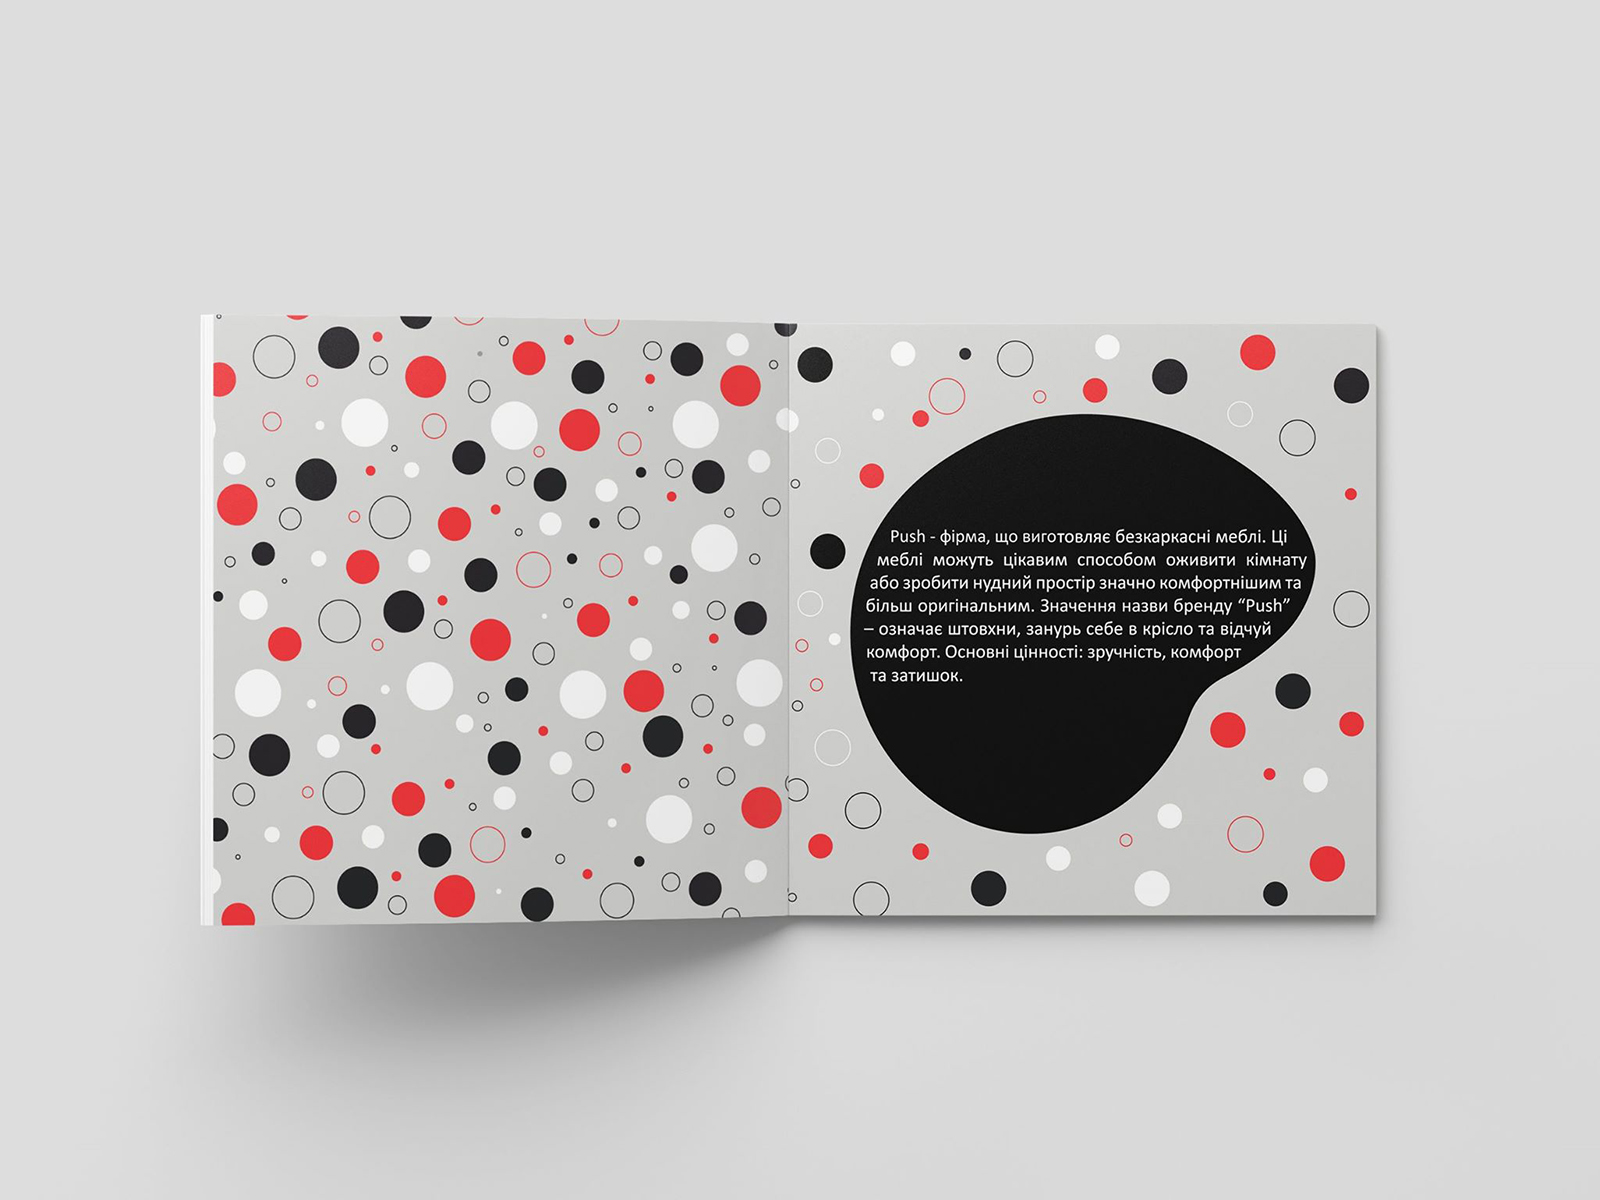 Push - фірма, що виготовляє безкаркасні меблі. Ці
меблі можуть цікавим способом оживити кімнату
або зробити нудний простір значно комфортнішим та
більш оригінальним. Значення назви бренду “Push”
– означає штовхни, занурь себе в крісло та відчуй
комфорт. Основні цінності: зручність, комфорт
та затишок.